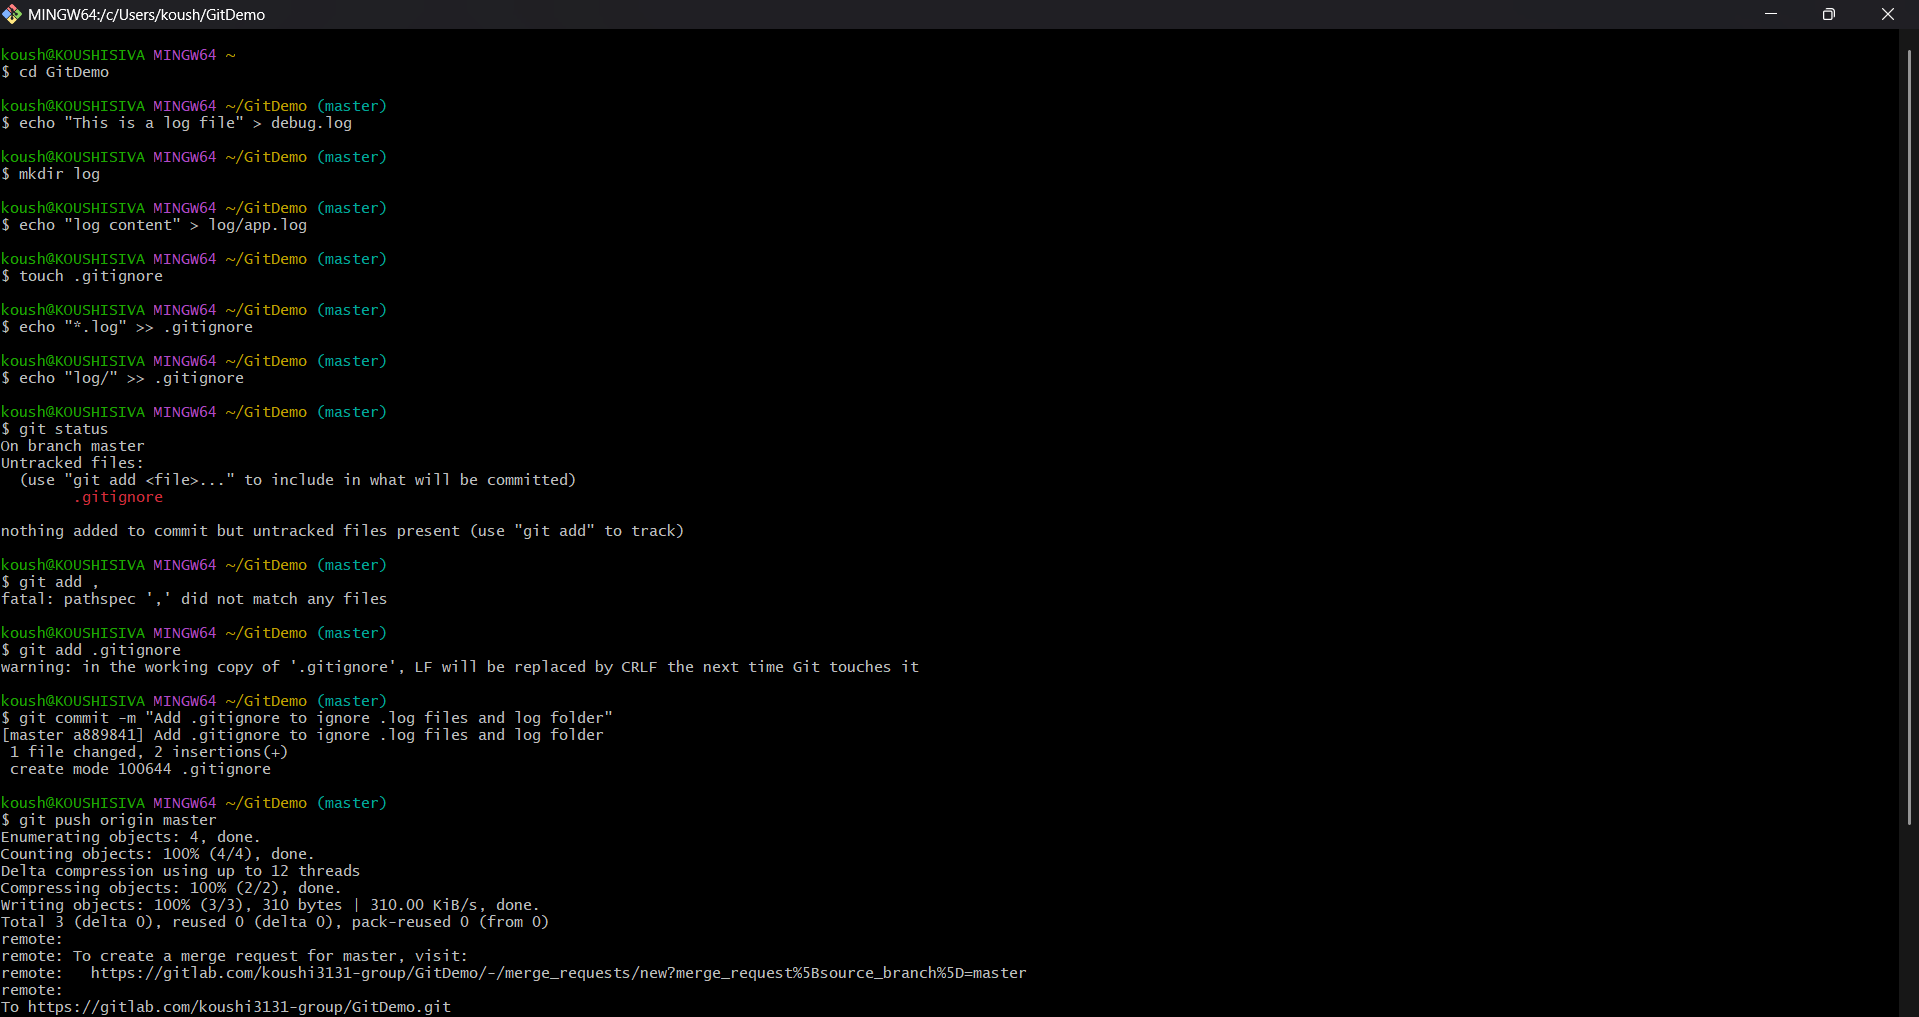 MINGW64:/c/Users/koush/GitDemo
koush@KOUSHISIVA MINGW64 ~
$ cd GitDemo
koush@KOUSHISIVA MINGW64 ~/GitDemo (master)
$ echo "This is a log file" > debug.log
koush@KOUSHISIVA MINGW64 ~/GitDemo (master)
$ mkdir log
koush@KOUSHISIVA MINGW64 ~/GitDemo (master)
$ echo "log content" > log/app.log
koush@KOUSHISIVA MINGW64 ~/GitDemo (master)
$ touch .gitignore
koush@KOUSHISIVA MINGW64 ~/GitDemo (master)
$ echo "*.log" >> .gitignore
koush@KOUSHISIVA MINGW64 ~/GitDemo (master)
$ echo "log/" >> .gitignore
koush@KOUSHISIVA MINGW64 ~/GitDemo (master)
$ git status
On branch master
Untracked files:
  (use "git add <file>..." to include in what will be committed)
        .gitignore
nothing added to commit but untracked files present (use "git add" to track)
koush@KOUSHISIVA MINGW64 ~/GitDemo (master)
$ git add ,
fatal: pathspec ',' did not match any files
koush@KOUSHISIVA MINGW64 ~/GitDemo (master)
$ git add .gitignore
warning: in the working copy of '.gitignore', LF will be replaced by CRLF the next time Git touches it
koush@KOUSHISIVA MINGW64 ~/GitDemo (master)
$ git commit -m "Add .gitignore to ignore .log files and log folder"
[master a889841] Add .gitignore to ignore .log files and log folder
 1 file changed, 2 insertions(+)
 create mode 100644 .gitignore
koush@KOUSHISIVA MINGW64 ~/GitDemo (master)
$ git push origin master
Enumerating objects: 4, done.
Counting objects: 100% (4/4), done.
Delta compression using up to 12 threads
Compressing objects: 100% (2/2), done.
Writing objects: 100% (3/3), 310 bytes | 310.00 KiB/s, done.
Total 3 (delta 0), reused 0 (delta 0), pack-reused 0 (from 0)
remote:
remote: To create a merge request for master, visit:
remote:   https://gitlab.com/koushi3131-group/GitDemo/-/merge_requests/new?merge_request%5Bsource_branch%5D=master
remote:
To https://gitlab.com/koushi3131-group/GitDemo.git